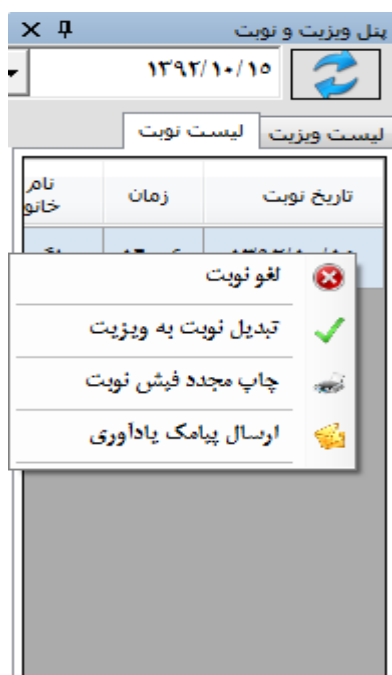 پنل ویزیت و نوبت
۱۳۹۲/۱۰/۱۵
لیست ویزیت
لیست نوبت
تاریخ نوبت
زمان
نام
لغو نوبت
تبدیل نوبت به ویزیت
چاپ مجدد فیش نوبت
ارسال پیامک یادآوری